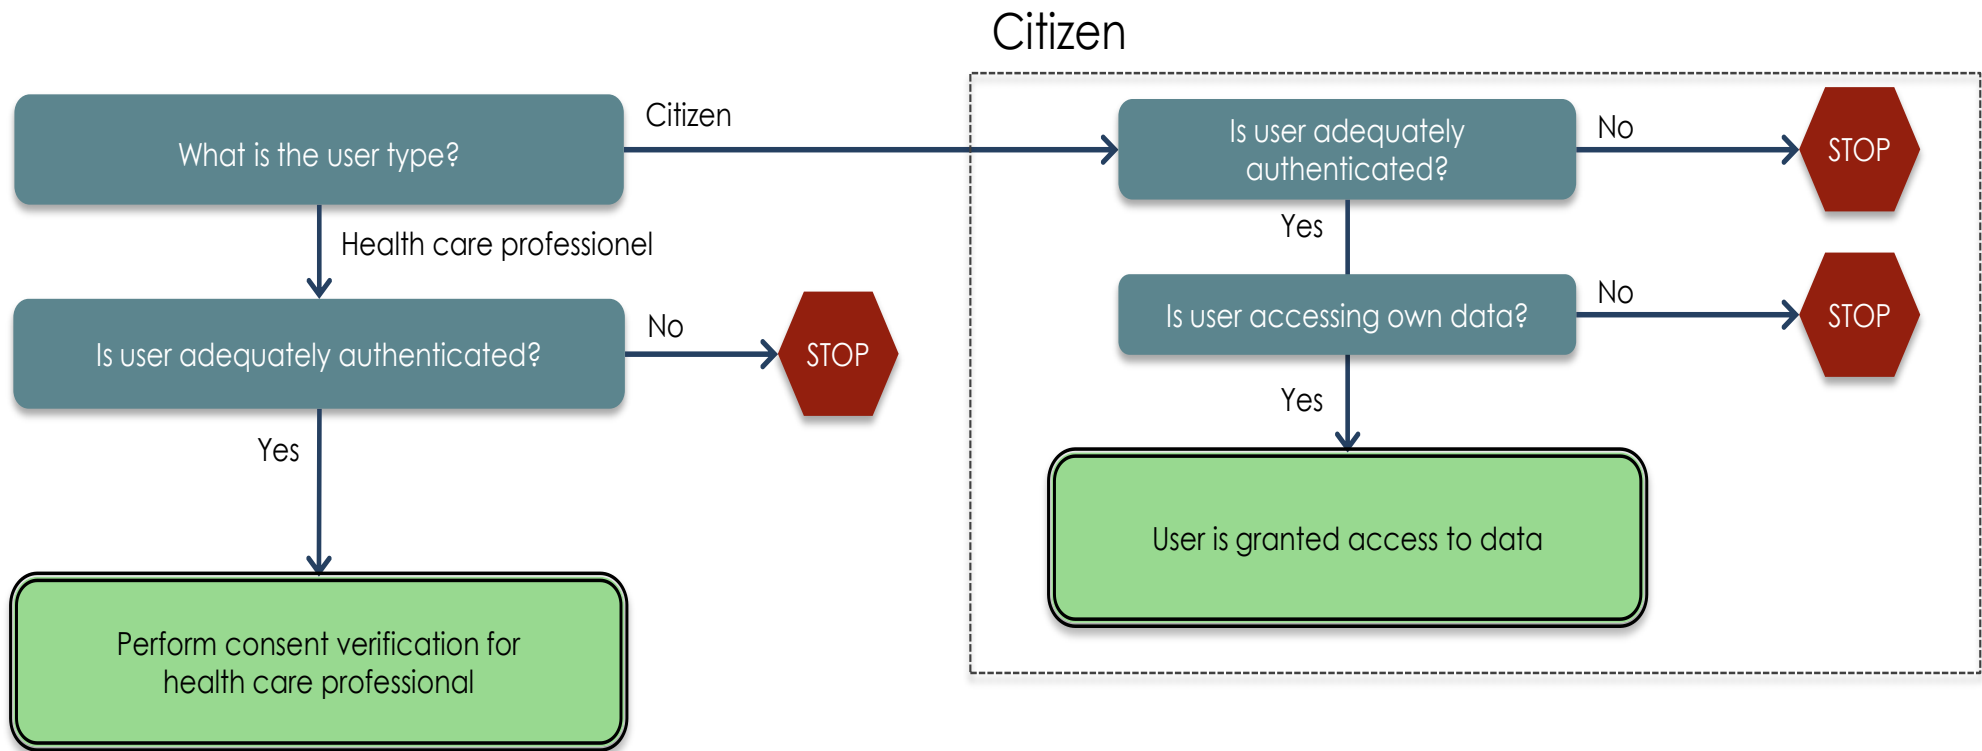 Citizen
What is the user type?
Citizen
Health care professionel
Is user adequately authenticated?
No
STOP
Yes
Perform consent verification for
health care professional
Is user adequately
authenticated?
No
STOP
Yes
Is user accessing own data?
No
STOP
Yes
User is granted access to data